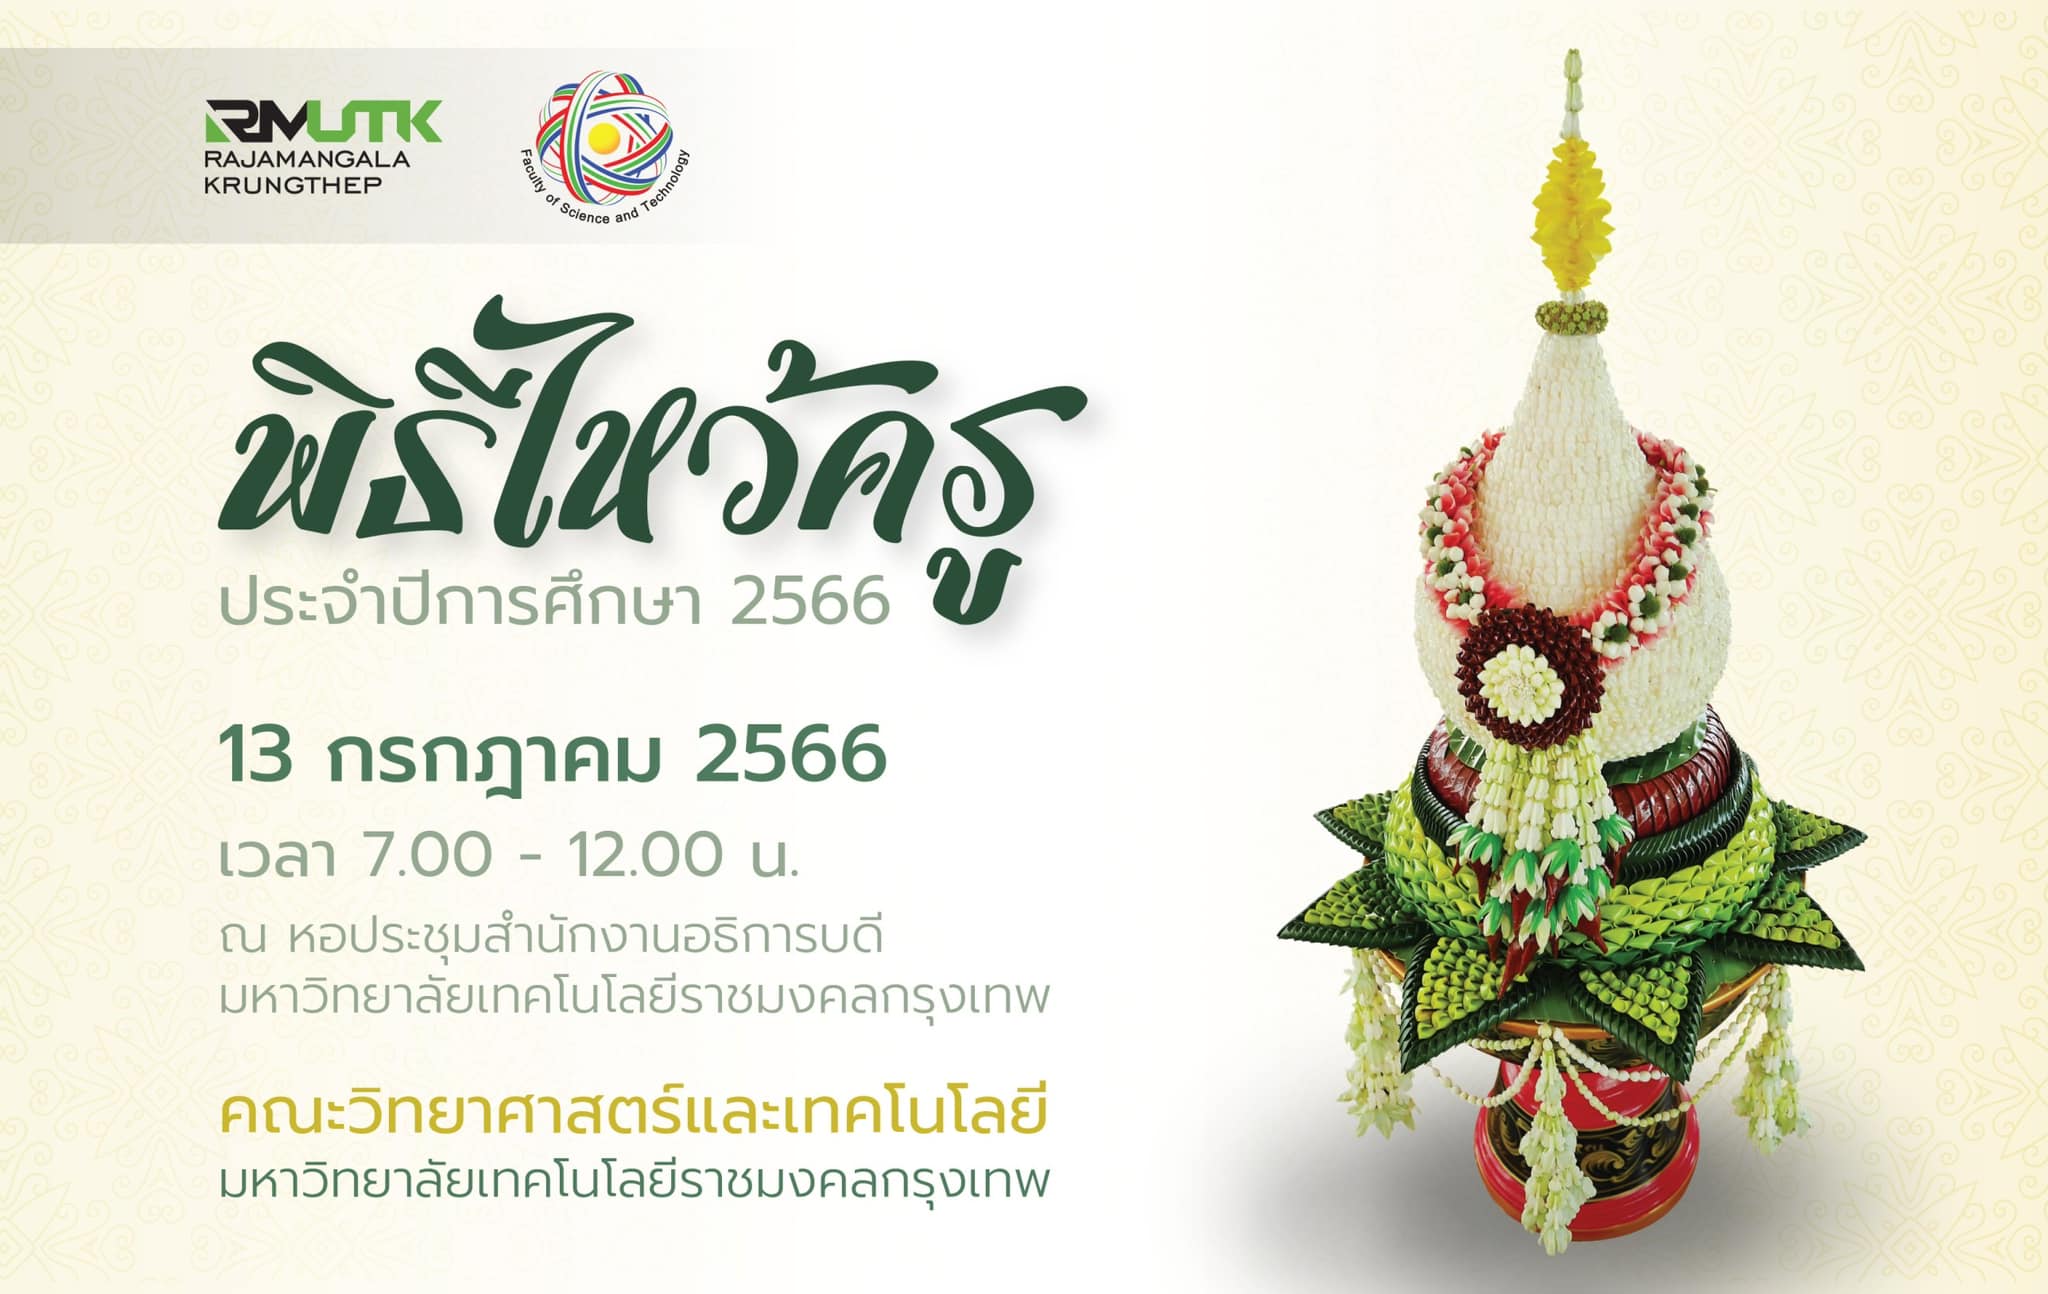 RMUTK
RAJAMANGALA
KRUNGTHEP
Faculty of Science and Technology
พิธีไหว้ครู
ประจำปีการศึกษา 2566
13 กรกฎาคม 2566
เวลา 7.00 - 12.00 น.
ณ หอประชุมสำนักงานอธิการบดี
มหาวิทยาลัยเทคโนโลยีราชมงคลกรุงเทพ
คณะวิทยาศาสตร์และเทคโนโลยี
มหาวิทยาลัยเทคโนโลยีราชมงคลกรุงเทพ